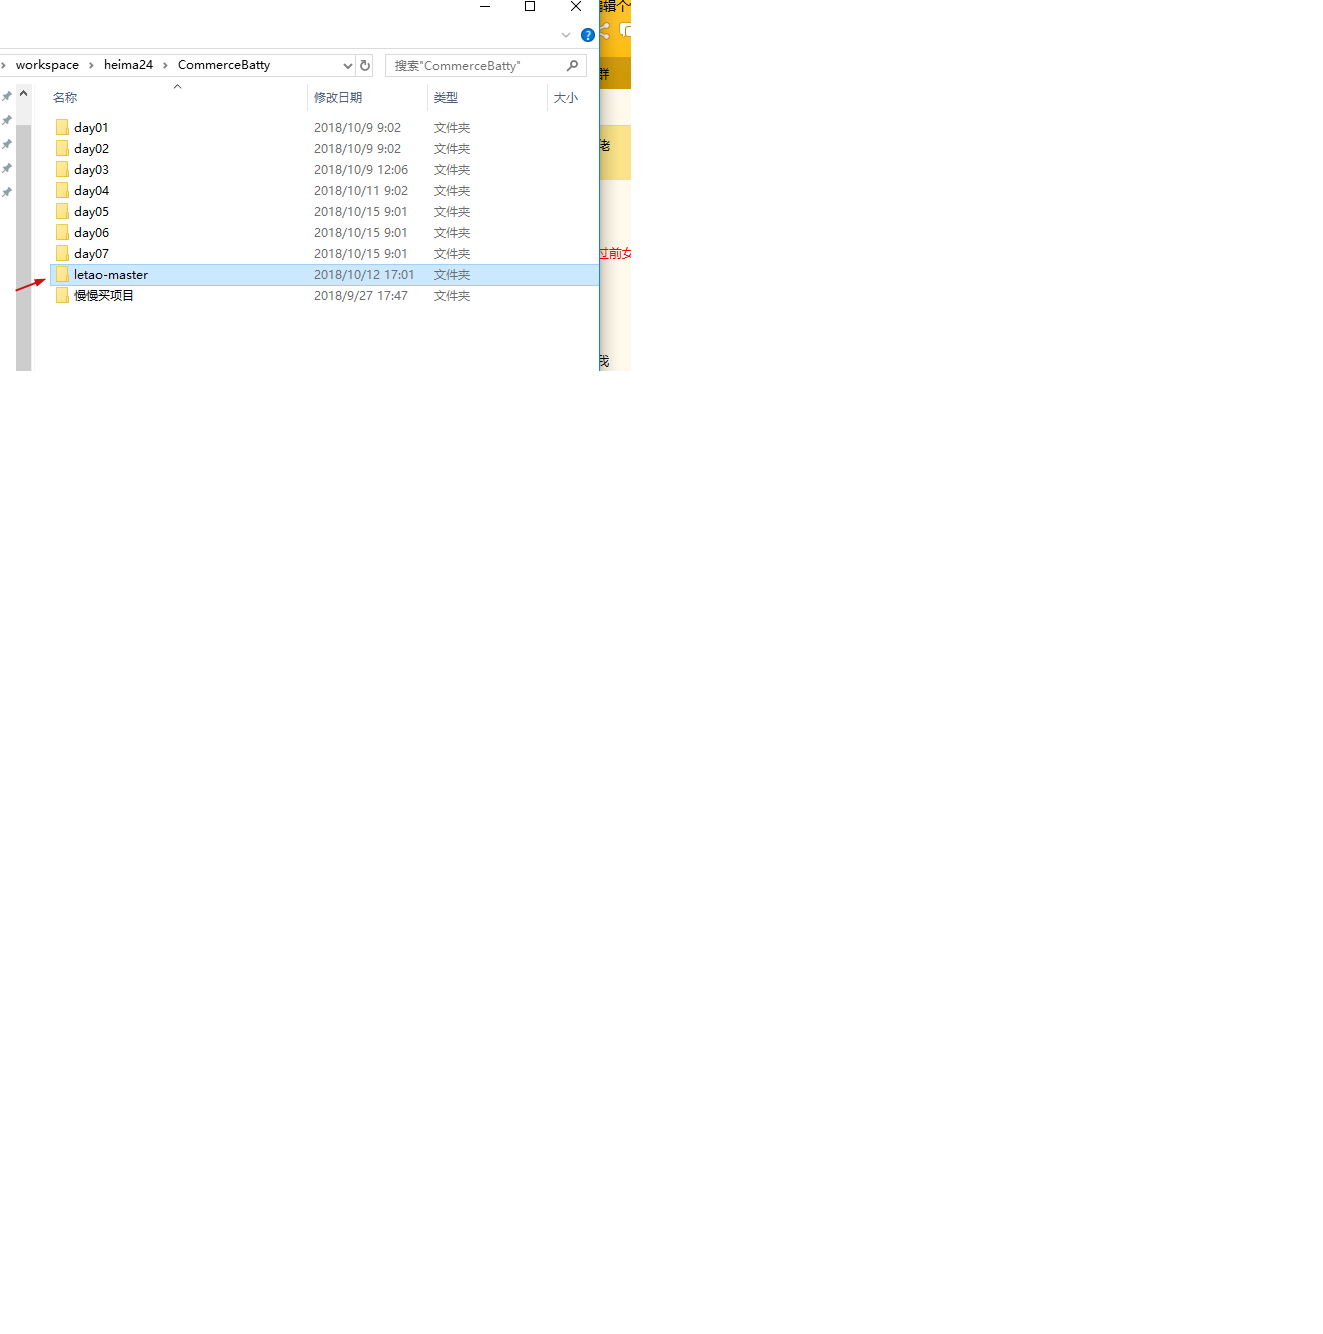 workspace › heima24 › CommerceBatty
搜索"CommerceBatty"
名称 修改日期 类型 大小
day01 2018/10/9 9:02 文件夹
day02 2018/10/9 9:02 文件夹
day03 2018/10/9 12:06 文件夹
day04 2018/10/11 9:02 文件夹
day05 2018/10/15 9:01 文件夹
day06 2018/10/15 9:01 文件夹
day07 2018/10/15 9:01 文件夹
letao-master 2018/10/12 17:01 文件夹
慢慢买项目 2018/9/27 17:47 文件夹
辑个
群
佬
过前女
我